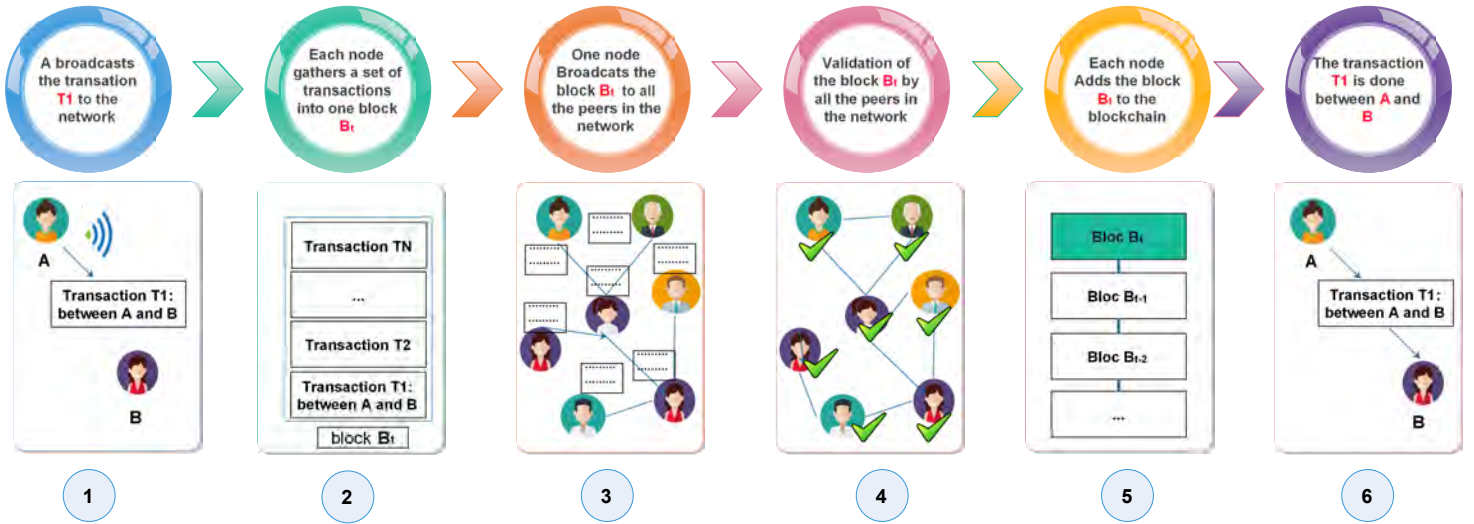 A broadcasts
the transation
T1 to the
network
Each node
gathers a set of
transactions
into one block
Bt
One node
Broadcats the
block Bt to all
the peers in the
network
Validation of
the block Bt by
all the peers in
the network
Each node
Adds the block
Bt to the
blockchain
The transaction
T1 is done
between A and
B
A
Transaction T1:
between A and B
B
Transaction TN
...
Transaction T2
Transaction T1:
between A and B
block Bt
Bloc Bt
Bloc Bt-1
Bloc Bt-2
...
A
Transaction T1:
between A and B
B
1
2
3
4
5
6